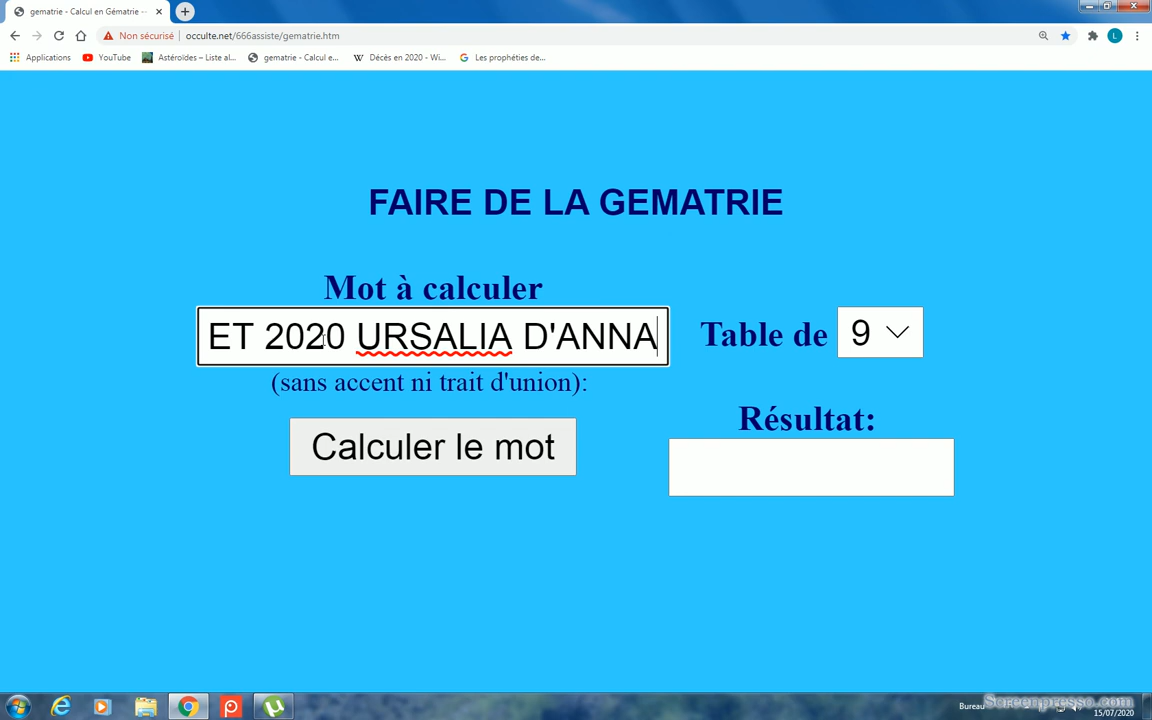 gematrie - Calcul en Gématrie -
Non sécurisé
occulte.net/666assiste/gematrie.htm
L
Applications
YouTube
Astéroïdes – Liste al...
gematrie - Calcul e...
Décès en 2020 - Wi...
Les prophéties de...
FAIRE DE LA GEMATRIE
Mot à calculer
ET 2020 URSALIA D'ANNA
Table de 9
(sans accent ni trait d'union):
Calculer le mot
Résultat:
Bureau
Screenpresso.com
15/07/2020